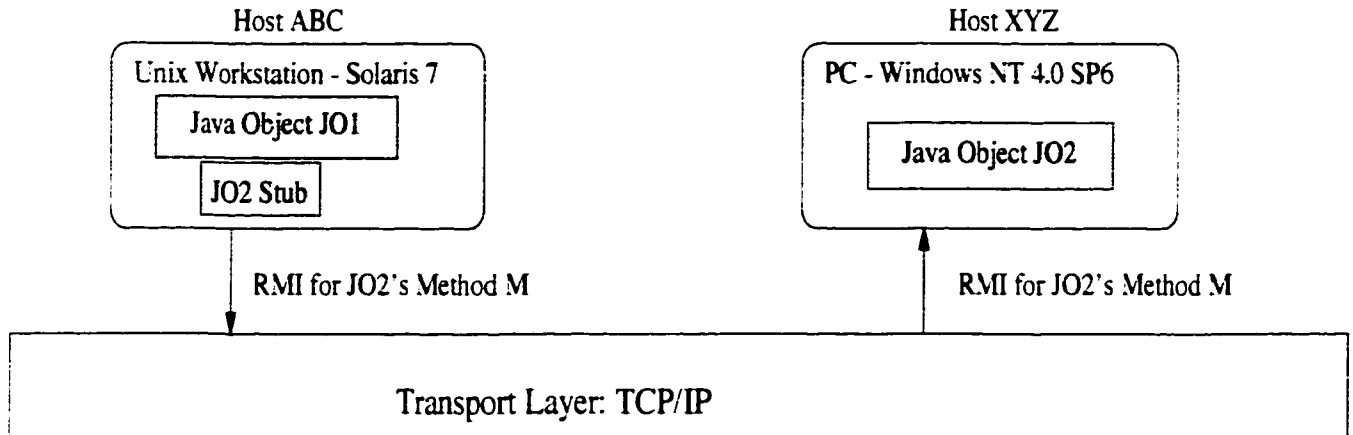 Host ABC
Host XYZ
Unix Workstation - Solaris 7
PC - Windows NT 4.0 SP6
Java Object JO1
Java Object JO2
JO2 Stub
RMI for JO2's Method M
RMI for JO2's Method M
Transport Layer: TCP/IP